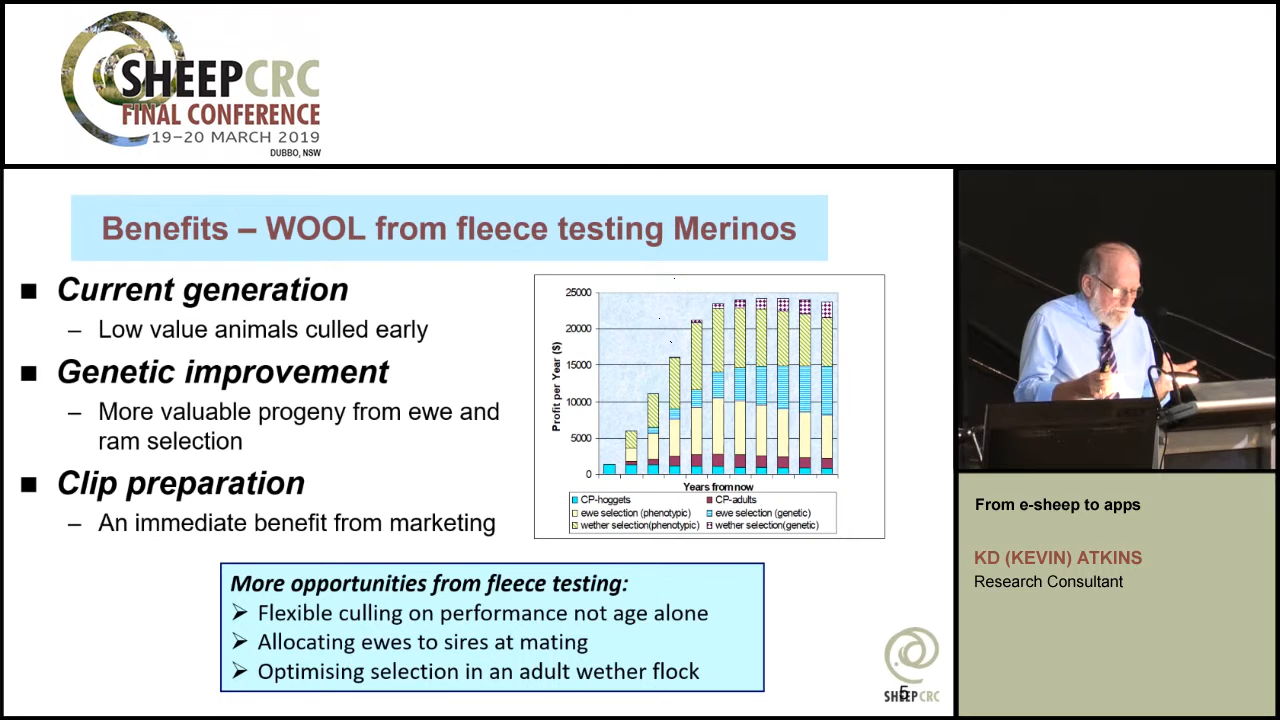 SHEEPCRC
FINAL CONFERENCE
19–20 MARCH 2019
DUBBO, NSW
Benefits – WOOL from fleece testing Merinos
Current generation
– Low value animals culled early
Genetic improvement
– More valuable progeny from ewe and
ram selection
Clip preparation
– An immediate benefit from marketing
25000
20000
15000
10000
5000
0
Profit per Year ($)
Years from now
CP-hoggets
CP-adults
ewe selection (phenotypic)
ewe selection (genetic)
wether selection(phenotypic)
wether selection(genetic)
More opportunities from fleece testing:
Flexible culling on performance not age alone
Allocating ewes to sires at mating
Optimising selection in an adult wether flock
5
SHEEPCRC
From e-sheep to apps
KD (KEVIN) ATKINS
Research Consultant